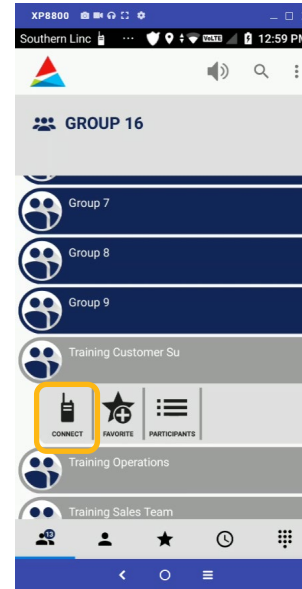 XP8800
Southern Linc ... VoLTE 12:59 PM
GROUP 16
Group 7
Group 8
Group 9
Training Customer Su
CONNECT FAVORITE PARTICIPANTS
Training Operations
Training Sales Team
13